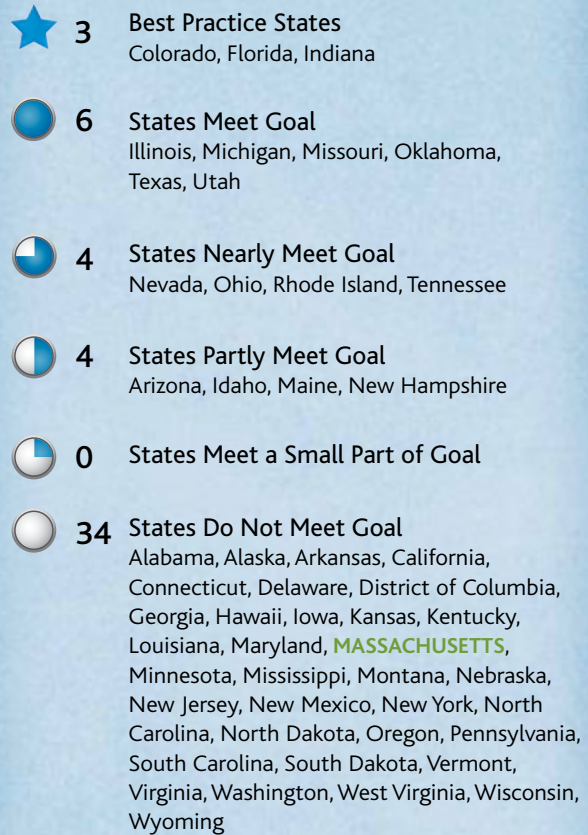 3 Best Practice States
Colorado, Florida, Indiana
6 States Meet Goal
Illinois, Michigan, Missouri, Oklahoma,
Texas, Utah
4 States Nearly Meet Goal
Nevada, Ohio, Rhode Island, Tennessee
4 States Partly Meet Goal
Arizona, Idaho, Maine, New Hampshire
0 States Meet a Small Part of Goal
34 States Do Not Meet Goal
Alabama, Alaska, Arkansas, California,
Connecticut, Delaware, District of Columbia,
Georgia, Hawaii, Iowa, Kansas, Kentucky,
Louisiana, Maryland, MASSACHUSETTS,
Minnesota, Mississippi, Montana, Nebraska,
New Jersey, New Mexico, New York, North
Carolina, North Dakota, Oregon, Pennsylvania,
South Carolina, South Dakota, Vermont,
Virginia, Washington, West Virginia, Wisconsin,
Wyoming